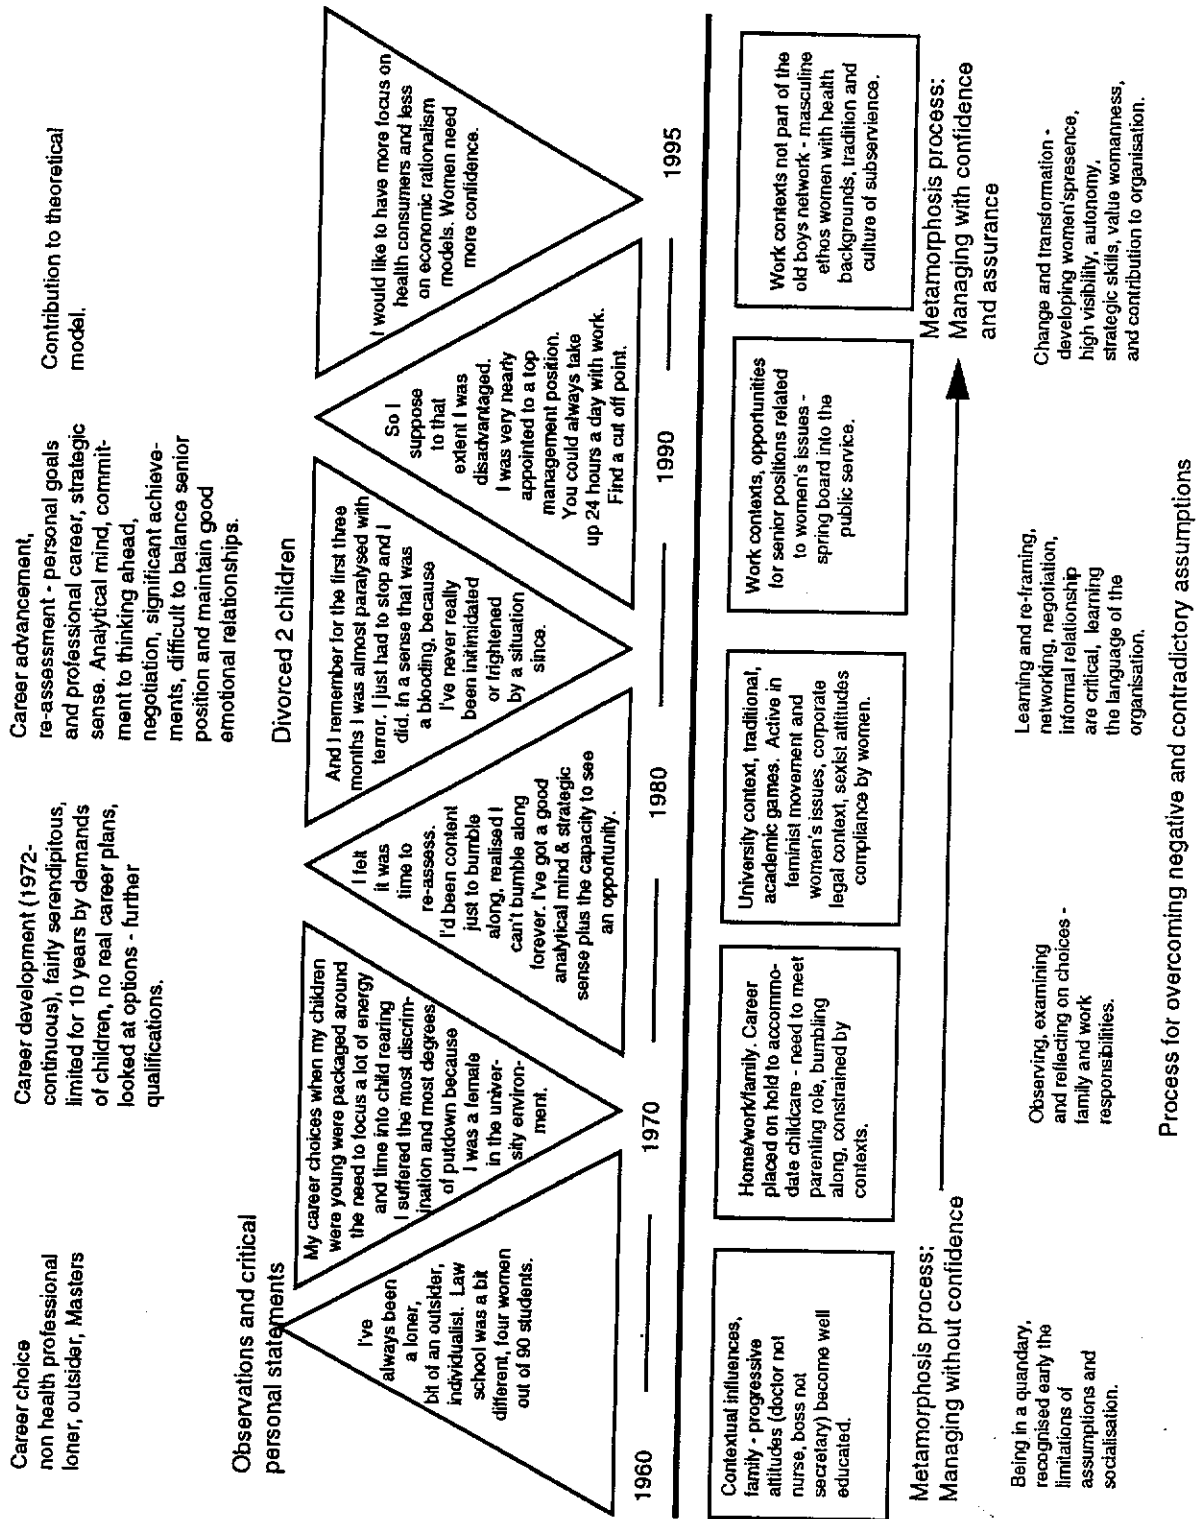 Career choice
non health professional
loner, outsider, Masters
Career development (1972-
continuous), fairly serendipitous,
limited for 10 years by demands
of children, no real career plans,
looked at options - further
qualifications.
Career advancement,
re-assessment - personal goals
and professional career, strategic
sense. Analytical mind, commit-
ment to thinking ahead,
negotiation, significant achieve-
ments, difficult to balance senior
position and maintain good
emotional relationships.
Contribution to theoretical
model.
Observations and critical
personal statements
Divorced 2 children
I've
always been
a loner,
bit of an outsider,
individualist. Law
school was a bit
different, four women
out of 90 students.
My career choices when my children
were young were packaged around
the need to focus a lot of energy
and time into child rearing
I suffered the most discrim-
ination and most degrees
of putdown because
I was a female
in the univer-
sity environ-
ment.
I felt
it was
time to
re-assess.
I'd been content
just to bumble
along, realised I
can't bumble along
forever. I've got a good
analytical mind & strategic
sense plus the capacity to see
an opportunity.
And I remember for the first three
months I was almost paralysed with
terror. I just had to stop and I
did. In a sense that was
a blooding, because
I've never really
been intimidated
or frightened
by a situation
since.
So I
suppose
to that
extent I was
disadvantaged.
I was very nearly
appointed to a top
management position.
You could always take
up 24 hours a day with work.
Find a cut off point.
I would like to have more focus on
health consumers and less
on economic rationalism
models. Women need
more confidence.
1960
1970
1980
1990
1995
Contextual influences,
family - progressive
attitudes (doctor not
nurse, boss not
secretary) become well
educated.
Home/work/family. Career
placed on hold to accommo-
date childcare - need to meet
parenting role, bumbling
along, constrained by
contexts.
University context, traditional,
academic games. Active in
feminist movement and
women's issues, corporate
legal context, sexist attitudes
compliance by women.
Work contexts, opportunities
for senior positions related
to women's issues -
spring board into the
public service.
Work contexts not part of the
old boys network - masculine
ethos women with health
backgrounds, tradition and
culture of subservience.
Metamorphosis process:
Managing without confidence
Metamorphosis process:
Managing with confidence
and assurance
Being in a quandary,
recognised early the
limitations of
assumptions and
socialisation.
Observing, examining
and reflecting on choices -
family and work
responsibilities.
Learning and re-framing,
networking, negotiation,
informal relationship
are critical, learning
the language of the
organisation.
Change and transformation -
developing women'spresence,
high visibility, autonomy,
strategic skills, value womanness,
and contribution to organisation.
Process for overcoming negative and contradictory assumptions